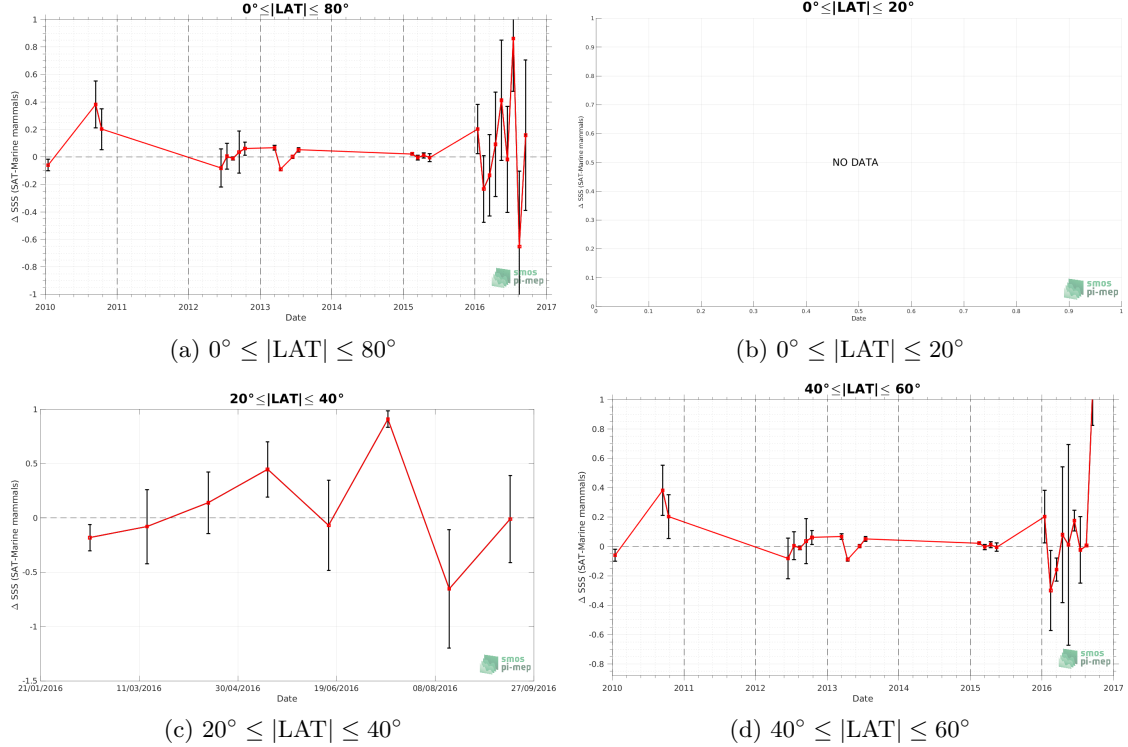 0°≤|LAT|≤ 80°
1
0.8
0.6
0.4
0.2
0
-0.2
-0.4
-0.6
-0.8
-1
Δ SSS (SAT-Marine mammals)
2010 2011 2012 2013 2014 2015 2016 2017
Date
smos
pi-mep
(a) 0° ≤ |LAT| ≤ 80°
0°≤|LAT|≤ 20°
1
0.9
0.8
0.7
0.6
0.5
0.4
0.3
0.2
0.1
0
Δ SSS (SAT-Marine mammals)
NO DATA
0 0.1 0.2 0.3 0.4 0.5 0.6 0.7 0.8 0.9 1
Date
smos
pi-mep
(b) 0° ≤ |LAT| ≤ 20°
20°≤|LAT|≤ 40°
1
0.5
0
-0.5
-1
-1.5
Δ SSS (SAT-Marine mammals)
21/01/2016 11/03/2016 30/04/2016 19/06/2016 08/08/2016 27/09/2016
Date
smos
pi-mep
(c) 20° ≤ |LAT| ≤ 40°
40°≤|LAT|≤ 60°
1
0.8
0.6
0.4
0.2
0
-0.2
-0.4
-0.6
-0.8
Δ SSS (SAT-Marine mammals)
2010 2011 2012 2013 2014 2015 2016 2017
Date
smos
pi-mep
(d) 40° ≤ |LAT| ≤ 60°